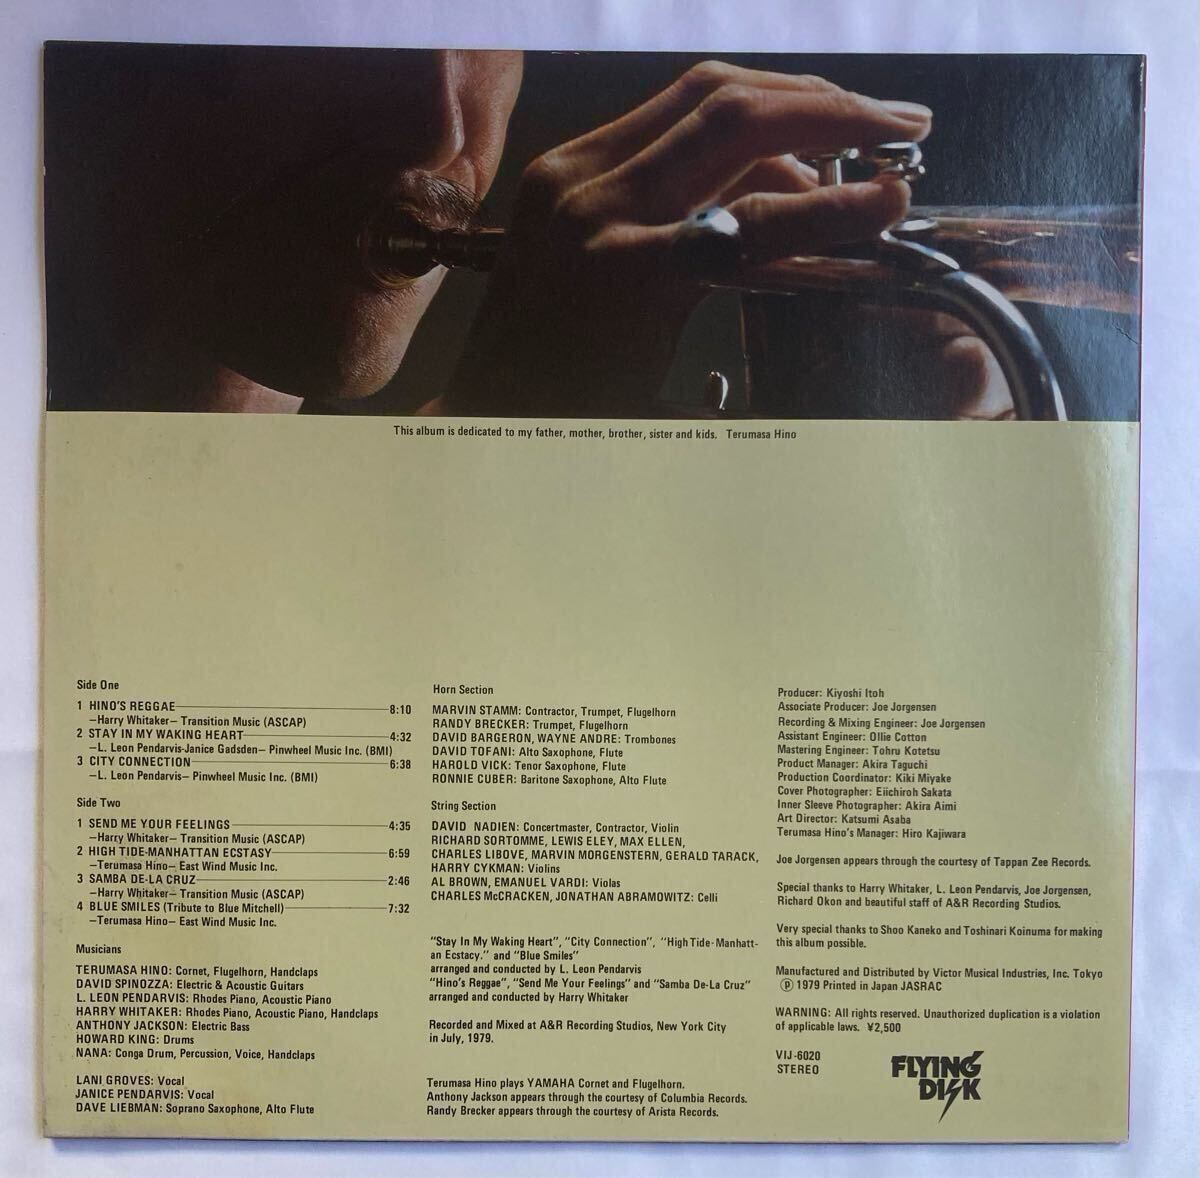 This album is dedicated to my father, mother, brother, sister and kids. Terumasa Hino
Side One
1 HINO'S REGGAE 8:10
—Harry Whitaker— Transition Music (ASCAP)
2 STAY IN MY WAKING HEART 4:32
—L. Leon Pendarvis-Janice Gadsden— Pinwheel Music Inc. (BMI)
3 CITY CONNECTION 6:38
—L. Leon Pendarvis— Pinwheel Music Inc. (BMI)
Side Two
1 SEND ME YOUR FEELINGS 4:35
—Harry Whitaker— Transition Music (ASCAP)
2 HIGH TIDE-MANHATTAN ECSTASY 6:59
—Terumasa Hino— East Wind Music Inc.
3 SAMBA DE-LA CRUZ 2:46
—Harry Whitaker— Transition Music (ASCAP)
4 BLUE SMILES (Tribute to Blue Mitchell) 7:32
—Terumasa Hino— East Wind Music Inc.
Musicians
TERUMASA HINO: Cornet, Flugelhorn, Handclaps
DAVID SPINOZZA: Electric & Acoustic Guitars
L. LEON PENDARVIS: Rhodes Piano, Acoustic Piano
HARRY WHITAKER: Rhodes Piano, Acoustic Piano, Handclaps
ANTHONY JACKSON: Electric Bass
HOWARD KING: Drums
NANA: Conga Drum, Percussion, Voice, Handclaps
LANI GROVES: Vocal
JANICE PENDARVIS: Vocal
DAVE LIEBMAN: Soprano Saxophone, Alto Flute
Horn Section
MARVIN STAMM: Contractor, Trumpet, Flugelhorn
RANDY BRECKER: Trumpet, Flugelhorn
DAVID BARGERON, WAYNE ANDRE: Trombones
DAVID TOFANI: Alto Saxophone, Flute
HAROLD VICK: Tenor Saxophone, Flute
RONNIE CUBER: Baritone Saxophone, Alto Flute
String Section
DAVID NADIEN: Concertmaster, Contractor, Violin
RICHARD SORTOMME, LEWIS ELEY, MAX ELLEN,
CHARLES LIBOVE, MARVIN MORGENSTERN, GERALD TARACK,
HARRY CYKMAN: Violins
AL BROWN, EMANUEL VARDI: Violas
CHARLES McCRACKEN, JONATHAN ABRAMOWITZ: Celli
"Stay In My Waking Heart", "City Connection", "High Tide-Manhatt-
an Ecstacy." and "Blue Smiles"
arranged and conducted by L. Leon Pendarvis
"Hino's Reggae", "Send Me Your Feelings" and "Samba De-La Cruz"
arranged and conducted by Harry Whitaker
Recorded and Mixed at A&R Recording Studios, New York City
in July, 1979.
Terumasa Hino plays YAMAHA Cornet and Flugelhorn.
Anthony Jackson appears through the courtesy of Columbia Records.
Randy Brecker appears through the courtesy of Arista Records.
Producer: Kiyoshi Itoh
Associate Producer: Joe Jorgensen
Recording & Mixing Engineer: Joe Jorgensen
Assistant Engineer: Ollie Cotton
Mastering Engineer: Tohru Kotetsu
Product Manager: Akira Taguchi
Production Coordinator: Kiki Miyake
Cover Photographer: Eiichiroh Sakata
Inner Sleeve Photographer: Akira Aimi
Art Director: Katsumi Asaba
Terumasa Hino's Manager: Hiro Kajiwara
Joe Jorgensen appears through the courtesy of Tappan Zee Records.
Special thanks to Harry Whitaker, L. Leon Pendarvis, Joe Jorgensen,
Richard Okon and beautiful staff of A&R Recording Studios.
Very special thanks to Shoo Kaneko and Toshinari Koinuma for making
this album possible.
Manufactured and Distributed by Victor Musical Industries, Inc. Tokyo
Ⓟ 1979 Printed in Japan JASRAC
WARNING: All rights reserved. Unauthorized duplication is a violation
of applicable laws. ¥2,500
VIJ-6020
STEREO
FLYING
DISK